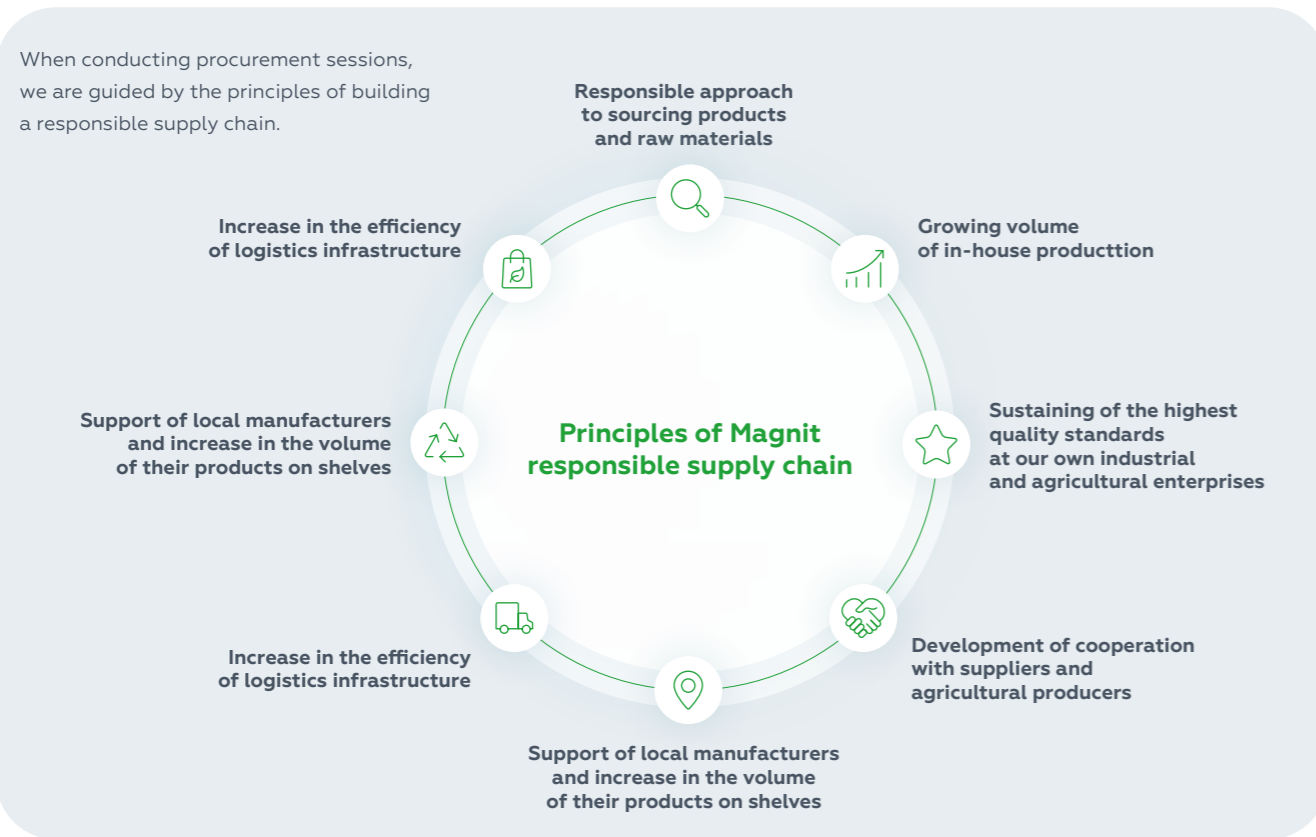 When conducting procurement sessions,
we are guided by the principles of building
a responsible supply chain.
Responsible approach
to sourcing products
and raw materials
Growing volume
of in-house producttion
Sustaining of the highest
quality standards
at our own industrial
and agricultural enterprises
Development of cooperation
with suppliers and
agricultural producers
Support of local manufacturers
and increase in the volume
of their products on shelves
Increase in the efficiency
of logistics infrastructure
Support of local manufacturers
and increase in the volume
of their products on shelves
Increase in the efficiency
of logistics infrastructure
Principles of Magnit
responsible supply chain